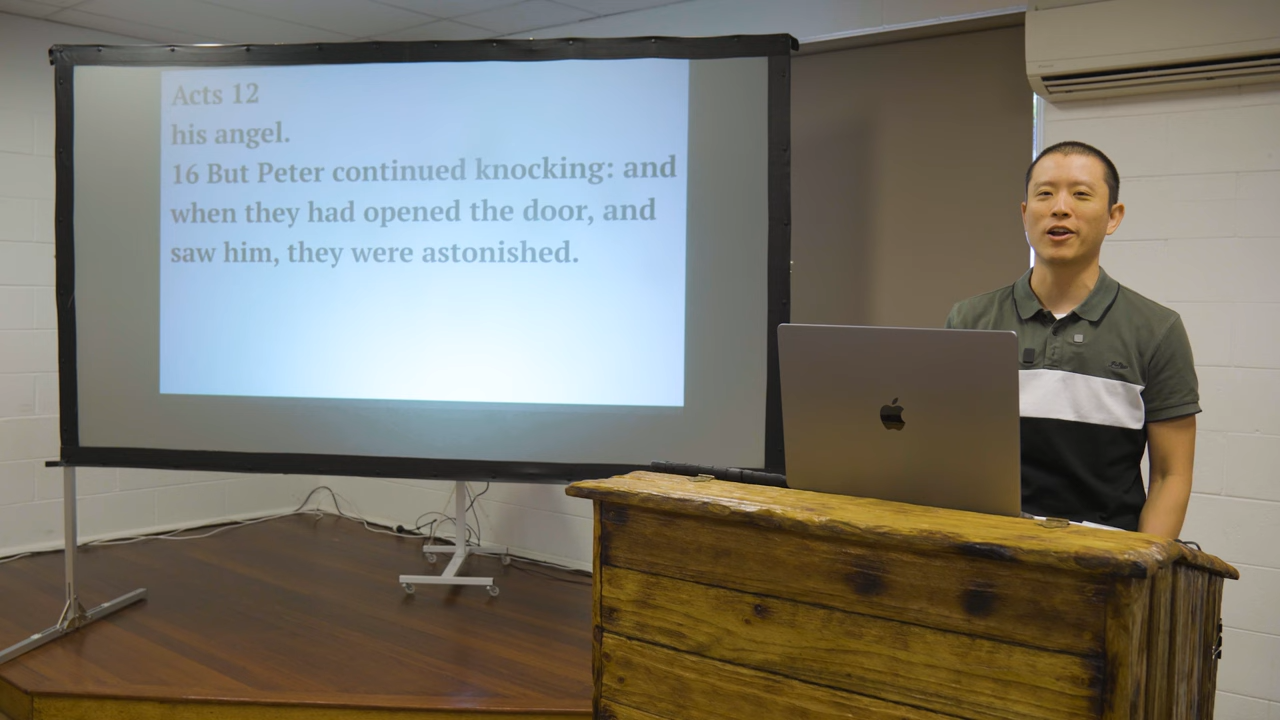 Acts 12
his angel.
16 But Peter continued knocking: and
when they had opened the door, and
saw him, they were astonished.